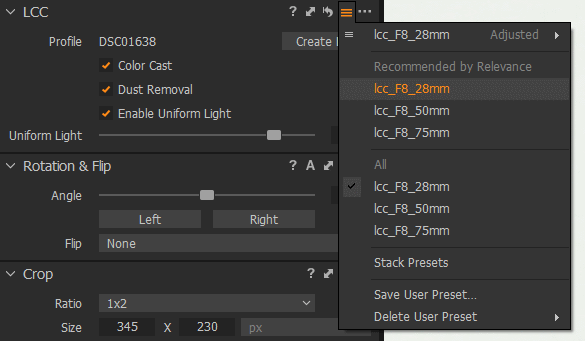 LCC
Profile DSC01638 Create
Color Cast
Dust Removal
Enable Uniform Light
Uniform Light
Rotation & Flip A
Angle
Left Right
Flip None
Crop
Ratio 1x2
Size 345 X 230 px
lcc_F8_28mm Adjusted
Recommended by Relevance
lcc_F8_28mm
lcc_F8_50mm
lcc_F8_75mm
All
lcc_F8_28mm
lcc_F8_50mm
lcc_F8_75mm
Stack Presets
Save User Preset...
Delete User Preset